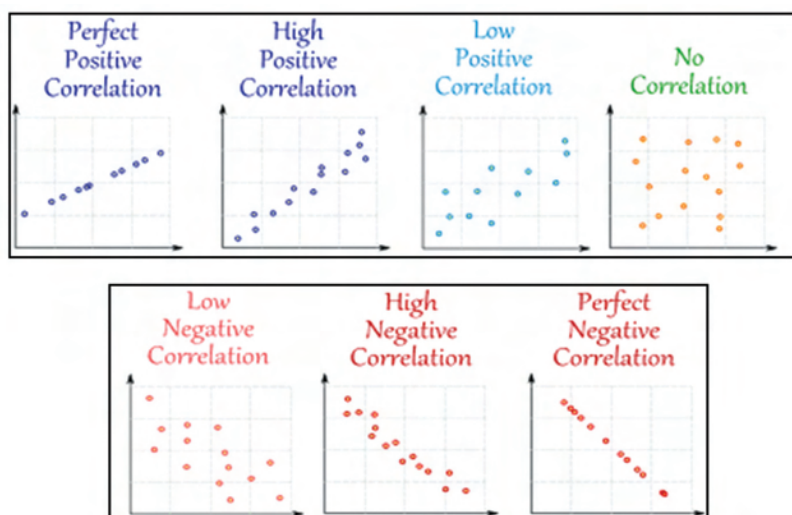 Perfect
Positive
Correlation
High
Positive
Correlation
Low
Positive
Correlation
No
Correlation
Low
Negative
Correlation
High
Negative
Correlation
Perfect
Negative
Correlation